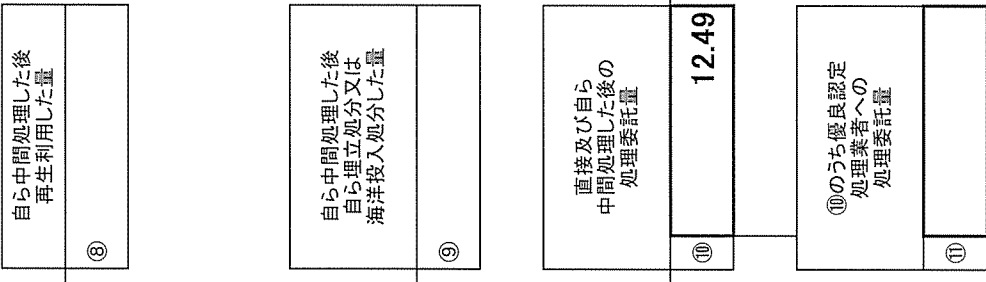 自ら中間処理した後
再生利用した量
⑧
自ら中間処理した後
自ら埋立処分又は
海洋投入処分した量
⑨
直接及び自ら
中間処理した後の
処理委託量
⑩
12.49
⑩のうち優良認定
処理業者への
処理委託量
⑪